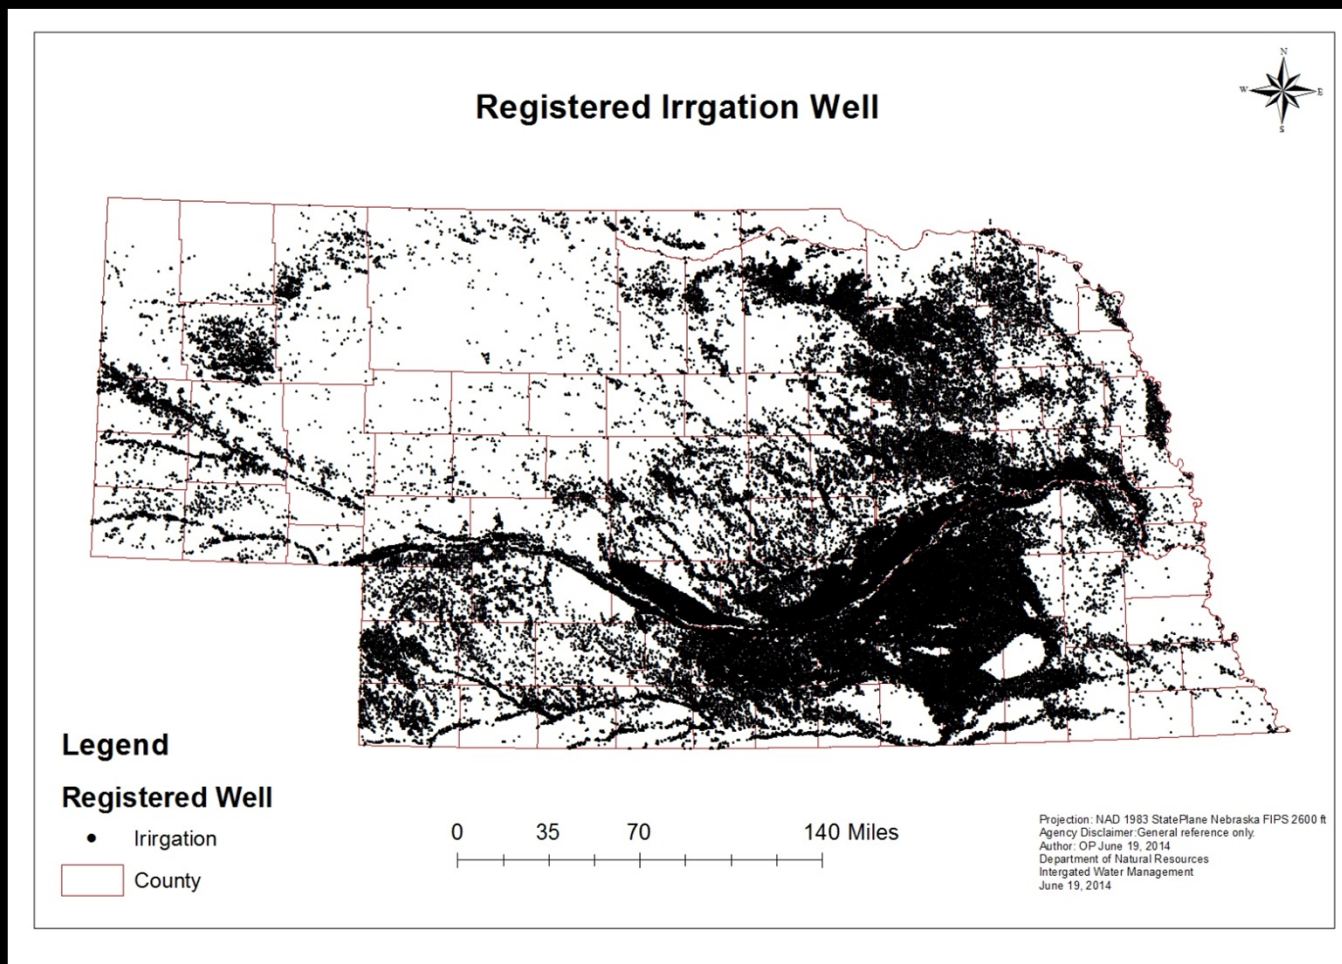 N
W E
S
Registered Irrgation Well
Legend
Registered Well
Irirgation
County
0 35 70 140 Miles
Projection: NAD 1983 StatePlane Nebraska FIPS 2600 ft
Agency Disclaimer:General reference only.
Author: OP June 19, 2014
Department of Natural Resources
Intergated Water Management
June 19, 2014